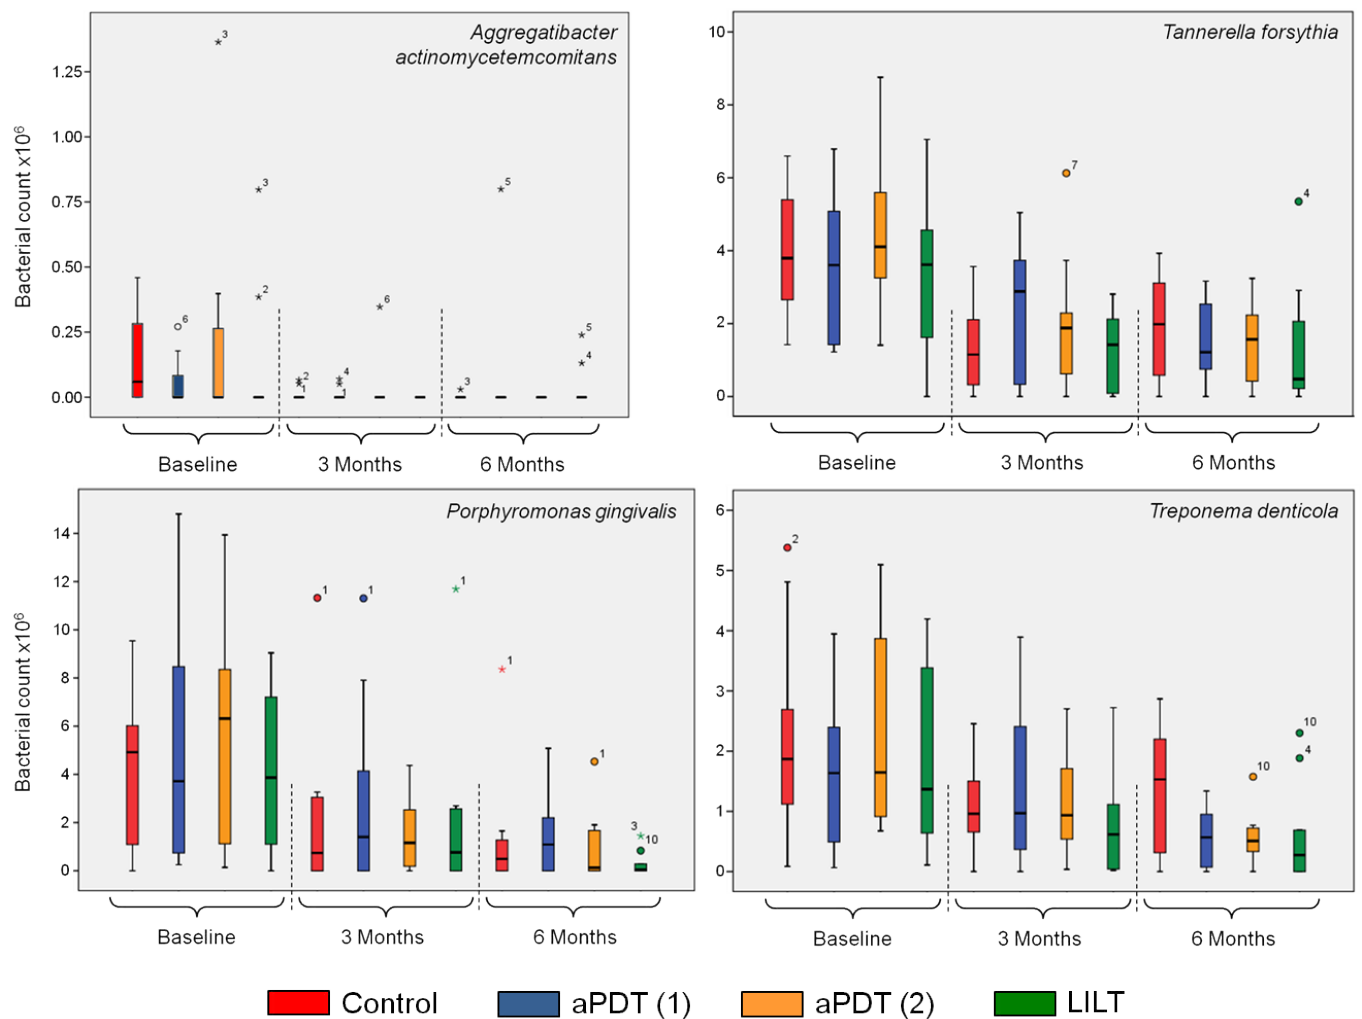 Aggregatibacter
actinomycetemcomitans
Bacterial count x10⁶
1.25
1.00
0.75
0.50
0.25
0.00
3
6
3
2
2
1
4
1
6
3
5
5
4
Baseline
3 Months
6 Months
Tannerella forsythia
10
8
6
4
2
0
7
4
Baseline
3 Months
6 Months
Porphyromonas gingivalis
Bacterial count x10⁶
14
12
10
8
6
4
2
0
1
1
1
1
1
3
10
Baseline
3 Months
6 Months
Treponema denticola
6
5
4
3
2
1
0
2
10
10
4
Baseline
3 Months
6 Months
Control
aPDT (1)
aPDT (2)
LILT